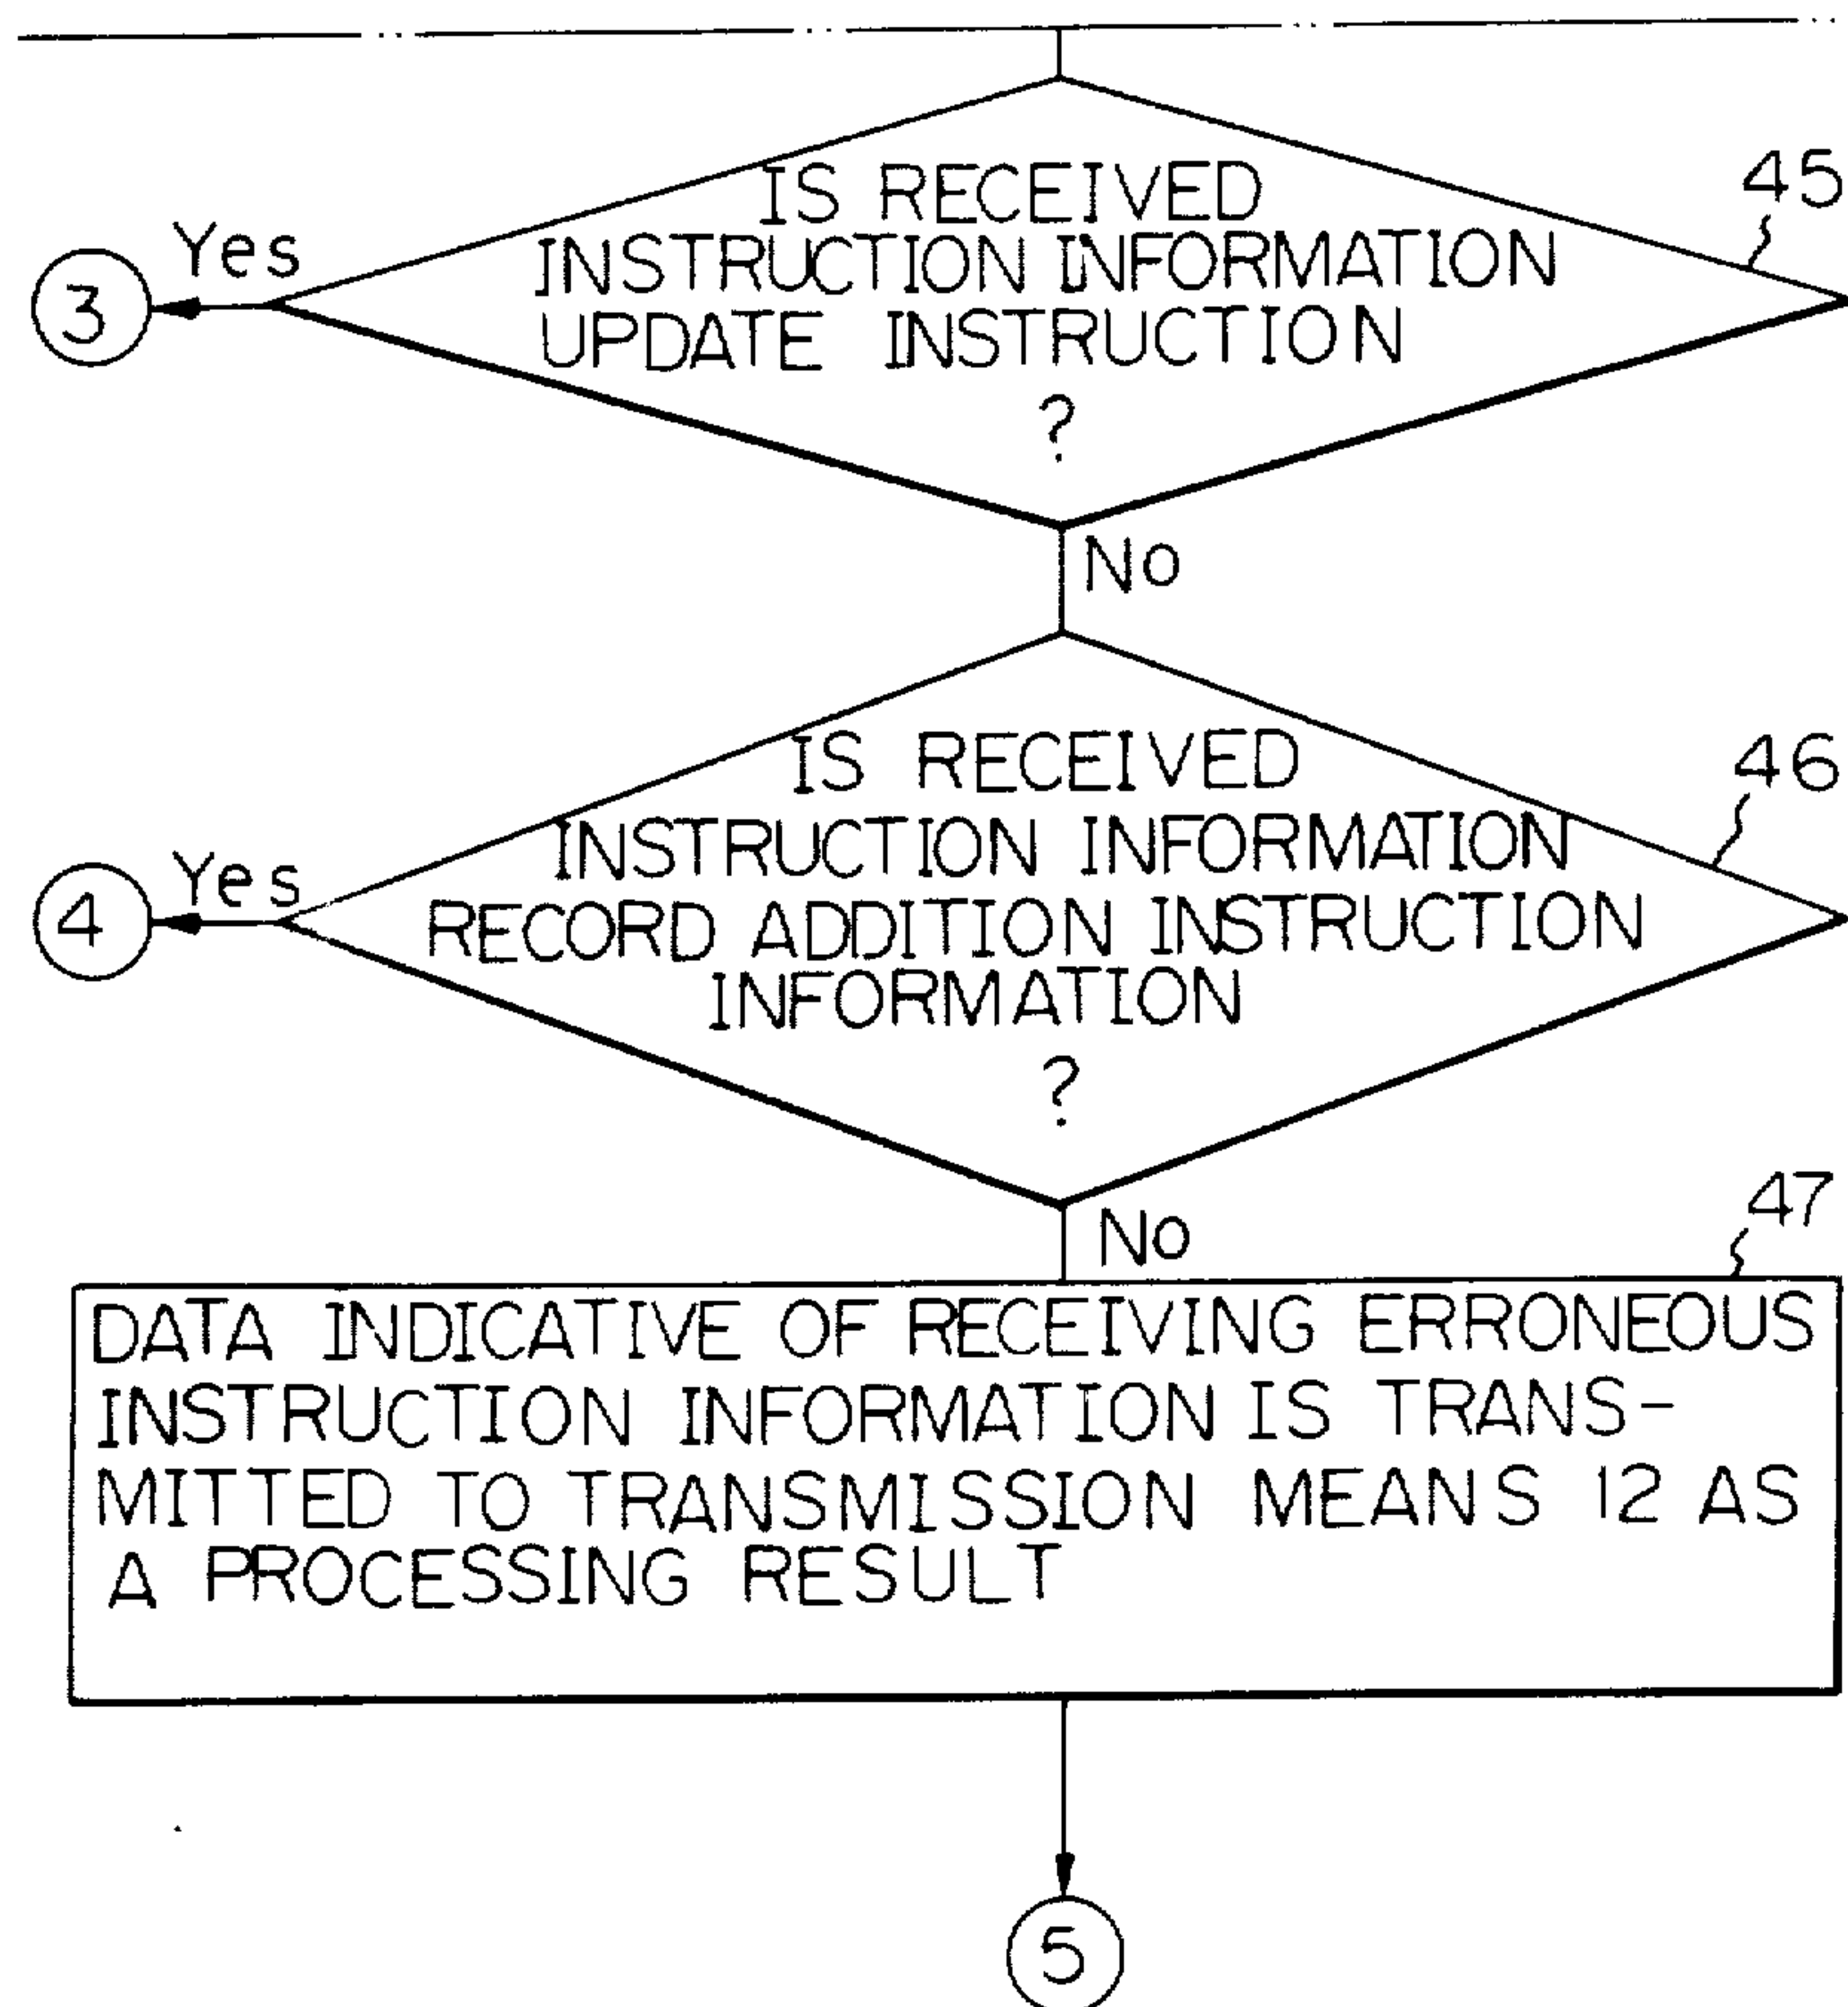 45
IS RECEIVED
INSTRUCTION INFORMATION
UPDATE INSTRUCTION
?
Yes
3
No
46
IS RECEIVED
INSTRUCTION INFORMATION
RECORD ADDITION INSTRUCTION
INFORMATION
?
Yes
4
No
47
DATA INDICATIVE OF RECEIVING ERRONEOUS
INSTRUCTION INFORMATION IS TRANS-
MITTED TO TRANSMISSION MEANS 12 AS
A PROCESSING RESULT
5